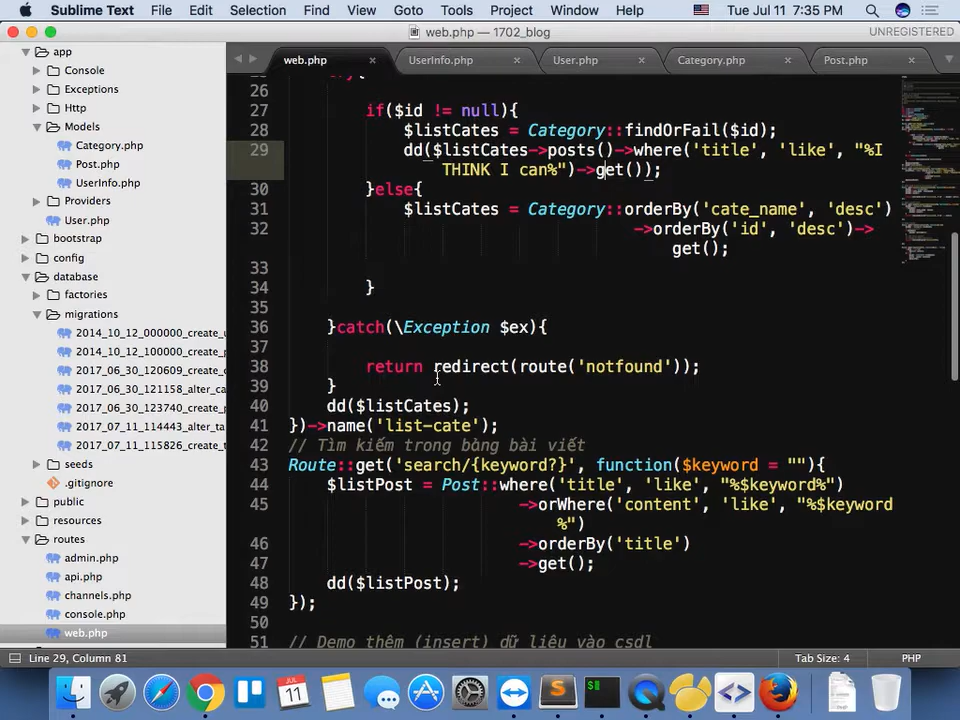 Sublime Text File Edit Selection Find View Goto Tools Project Window Help Tue Jul 11 7:35 PM
web.php — 1702_blog UNREGISTERED
app
Console
Exceptions
Http
Models
Category.php
Post.php
UserInfo.php
Providers
User.php
bootstrap
config
database
factories
migrations
2014_10_12_000000_create_u
2014_10_12_100000_create_p
2017_06_30_120609_create_c
2017_06_30_121158_alter_cat
2017_06_30_123740_create_p
2017_07_11_114443_alter_ta
2017_07_11_115826_create_t
seeds
.gitignore
public
resources
routes
admin.php
api.php
channels.php
console.php
web.php
web.php UserInfo.php User.php Category.php Post.php
26
27 if($id != null){
28 $listCates = Category::findOrFail($id);
29 dd($listCates->posts()->where('title', 'like', "%I
THINK I can%")->get());
30 }else{
31 $listCates = Category::orderBy('cate_name', 'desc')
32 ->orderBy('id', 'desc')->
get();
33
34 }
35
36 }catch(\Exception $ex){
37
38 return redirect(route('notfound'));
39 }
40 dd($listCates);
41 })->name('list-cate');
42 // Tìm kiếm trong bảng bài viết
43 Route::get('search/{keyword?}', function($keyword = ""){
44 $listPost = Post::where('title', 'like', "%$keyword%")
45 ->orWhere('content', 'like', "%$keyword
%")
46 ->orderBy('title')
47 ->get();
48 dd($listPost);
49 });
50
51 // Demo thêm (insert) dữ liệu vào csdl
Line 29, Column 81 Tab Size: 4 PHP
JUL
11